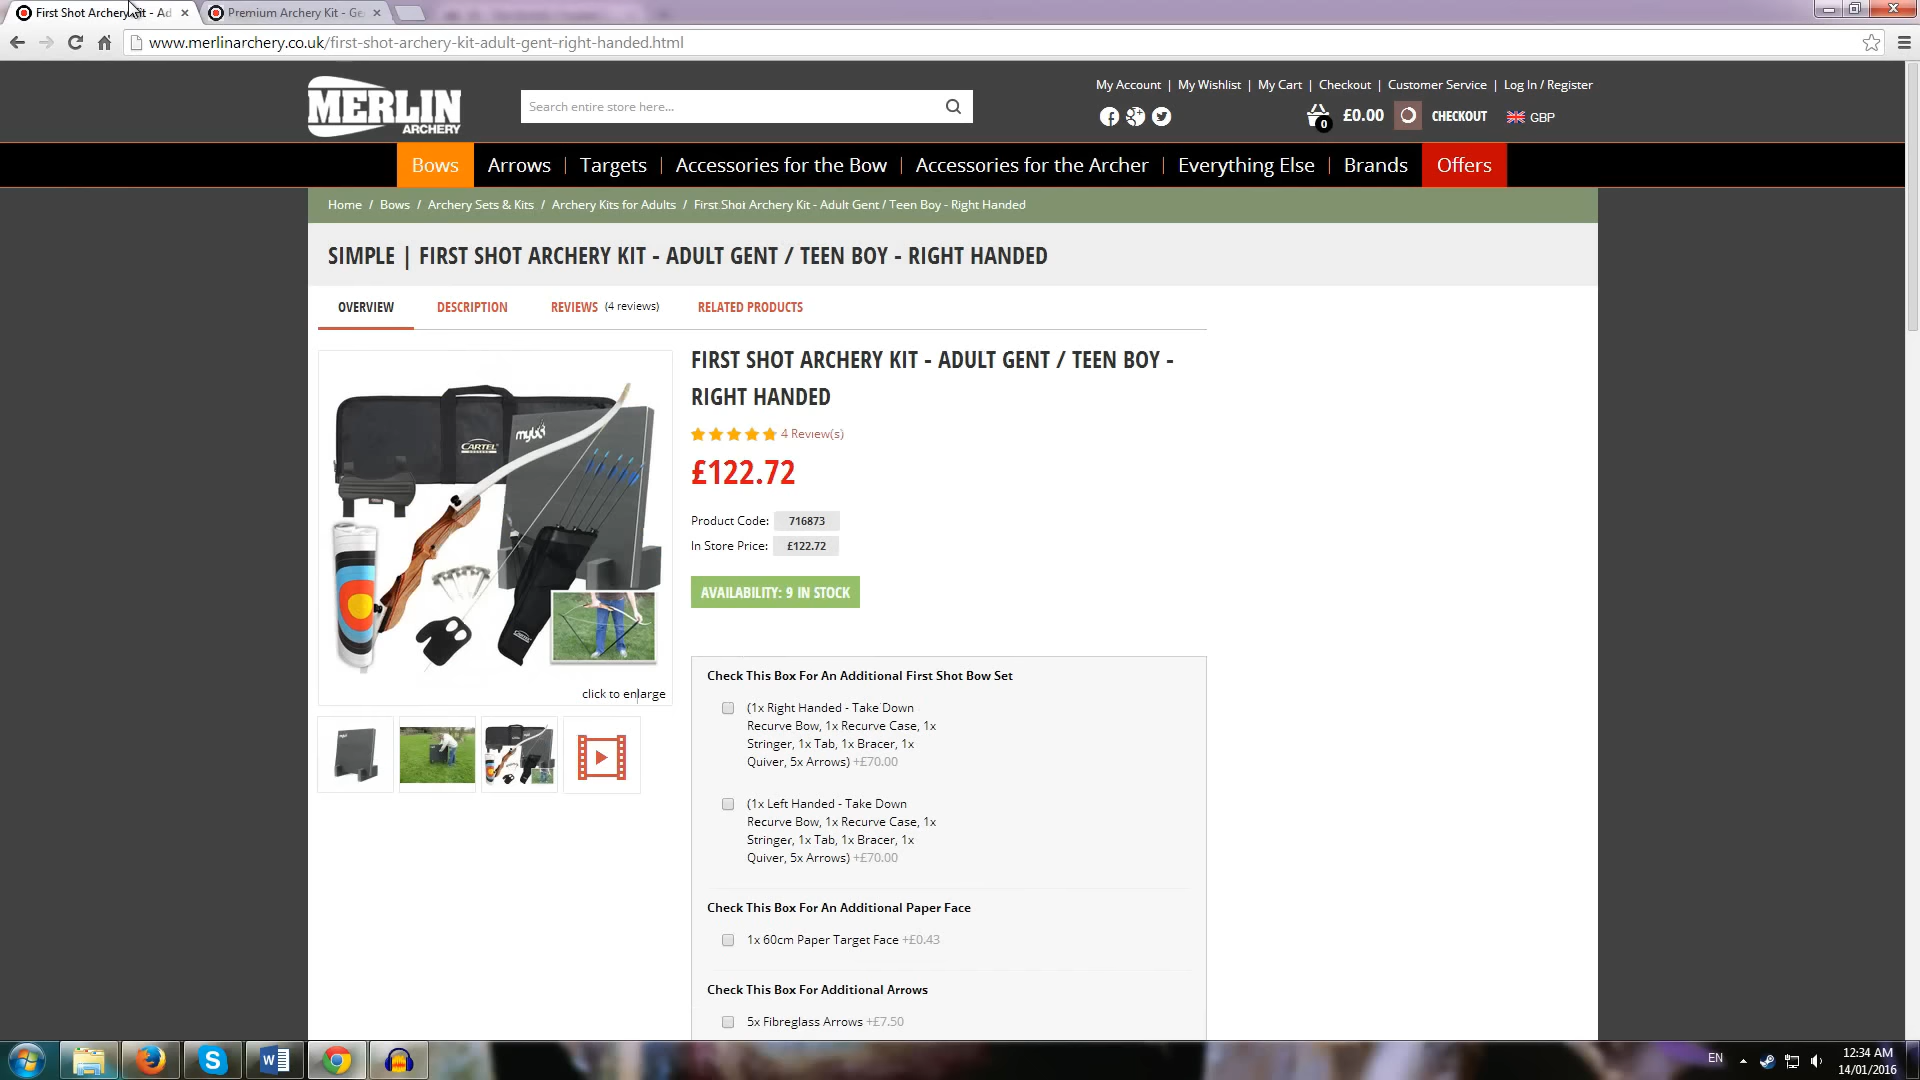 First Shot Archery Kit - Ad
Premium Archery Kit - Ge
www.merlinarchery.co.uk/first-shot-archery-kit-adult-gent-right-handed.html
MERLIN
ARCHERY
Search entire store here...
My Account | My Wishlist | My Cart | Checkout | Customer Service | Log In / Register
0
£0.00
CHECKOUT
GBP
Bows
Arrows | Targets | Accessories for the Bow | Accessories for the Archer | Everything Else | Brands
Offers
Home / Bows / Archery Sets & Kits / Archery Kits for Adults / First Shot Archery Kit - Adult Gent / Teen Boy - Right Handed
SIMPLE | FIRST SHOT ARCHERY KIT - ADULT GENT / TEEN BOY - RIGHT HANDED
OVERVIEW
DESCRIPTION
REVIEWS (4 reviews)
RELATED PRODUCTS
CARTEL
mybo
CARTEL
click to enlarge
FIRST SHOT ARCHERY KIT - ADULT GENT / TEEN BOY -
RIGHT HANDED
4 Review(s)
£122.72
Product Code: 716873
In Store Price: £122.72
AVAILABILITY: 9 IN STOCK
Check This Box For An Additional First Shot Bow Set
(1x Right Handed - Take Down
Recurve Bow, 1x Recurve Case, 1x
Stringer, 1x Tab, 1x Bracer, 1x
Quiver, 5x Arrows) +£70.00
(1x Left Handed - Take Down
Recurve Bow, 1x Recurve Case, 1x
Stringer, 1x Tab, 1x Bracer, 1x
Quiver, 5x Arrows) +£70.00
Check This Box For An Additional Paper Face
1x 60cm Paper Target Face +£0.43
Check This Box For Additional Arrows
5x Fibreglass Arrows +£7.50
EN
12:34 AM
14/01/2016